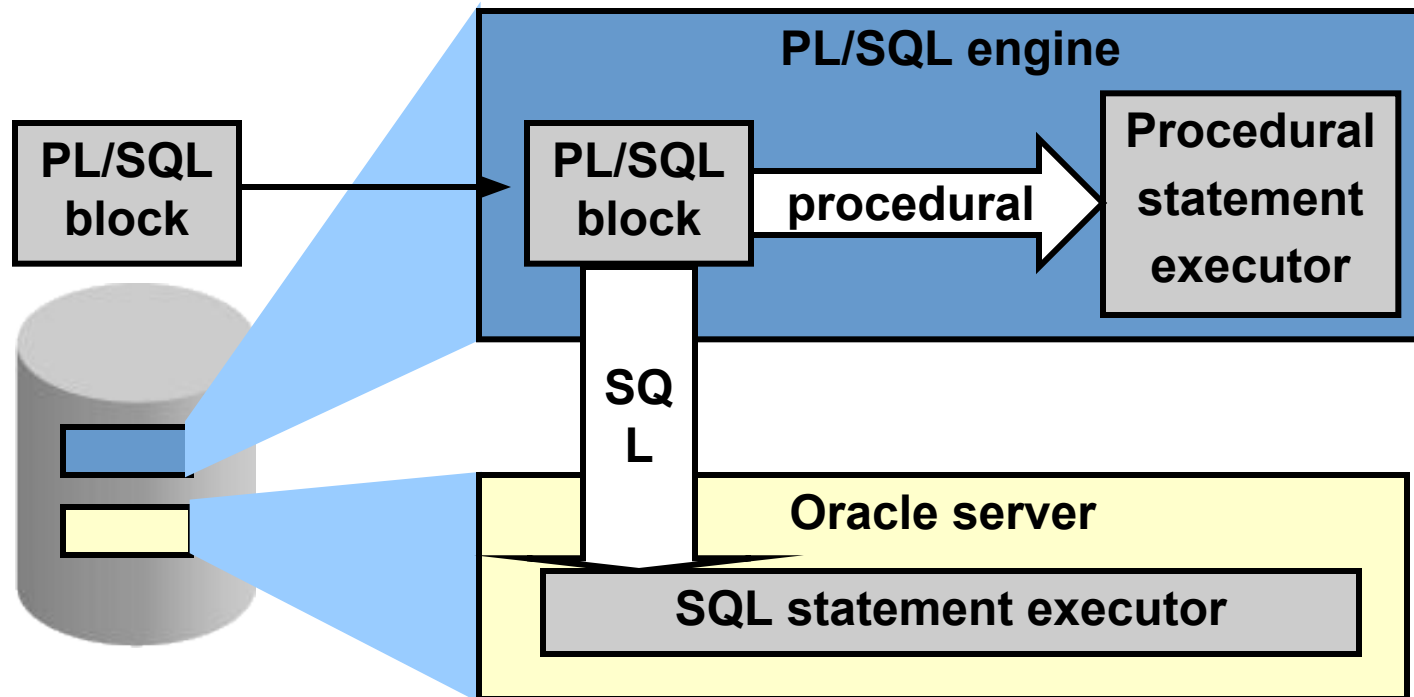 PL/SQL engine
PL/SQL
block
PL/SQL
block
procedural
Procedural
statement
executor
SQ
L
Oracle server
SQL statement executor